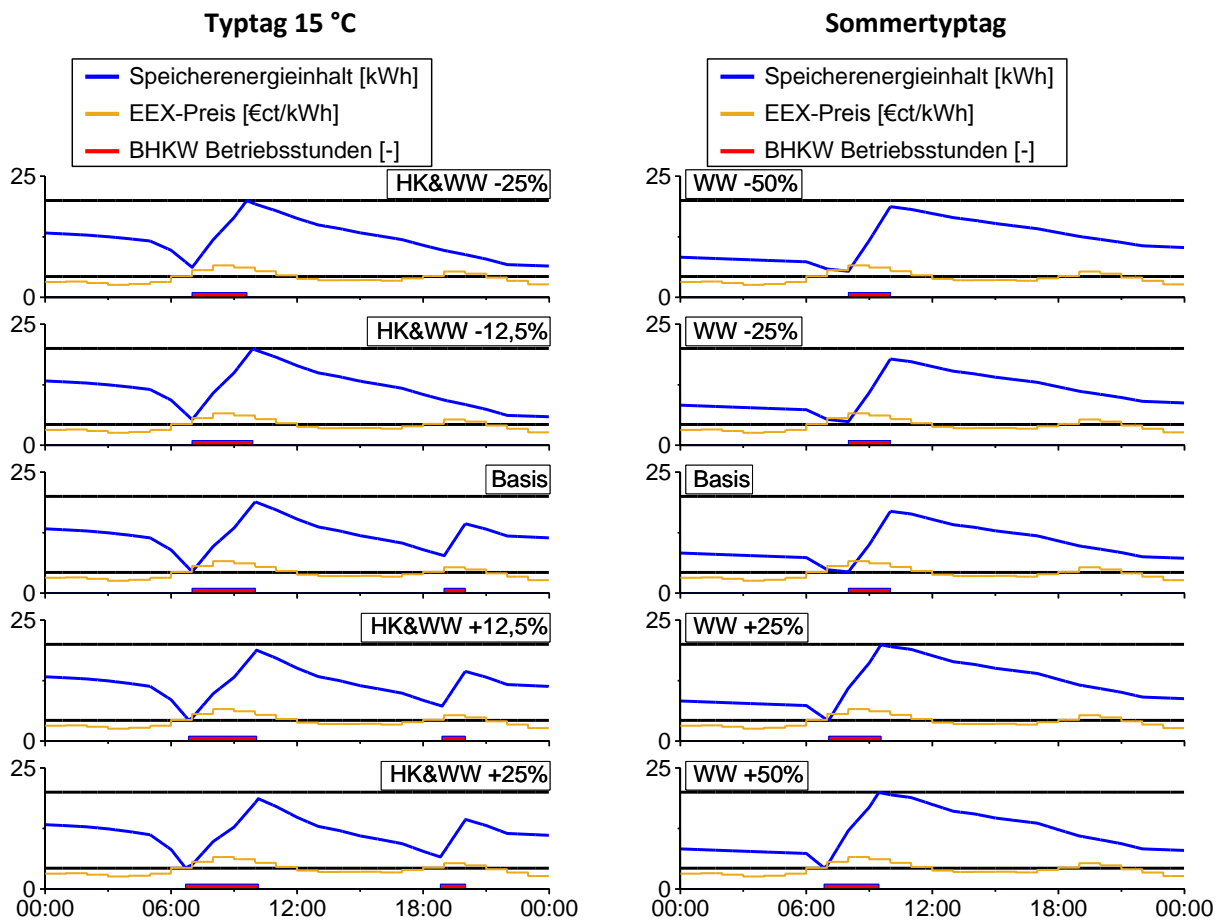 Typtag 15 °C
Speicherenergieinhalt [kWh]
EEX-Preis [€ct/kWh]
BHKW Betriebsstunden [-]
25
HK&WW -25%
0
25
HK&WW -12,5%
0
25
Basis
0
25
HK&WW +12,5%
0
25
HK&WW +25%
0
00:00 06:00 12:00 18:00 00:00
Sommertyptag
Speicherenergieinhalt [kWh]
EEX-Preis [€ct/kWh]
BHKW Betriebsstunden [-]
25
WW -50%
0
25
WW -25%
0
25
Basis
0
25
WW +25%
0
25
WW +50%
0
00:00 06:00 12:00 18:00 00:00